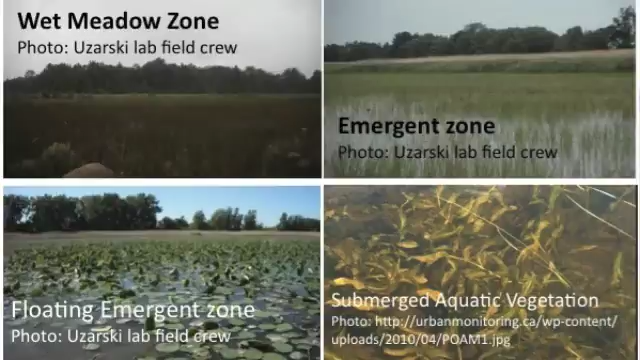 Wet Meadow Zone
Photo: Uzarski lab field crew
Emergent zone
Photo: Uzarski lab field crew
Floating Emergent zone
Photo: Uzarski lab field crew
Submerged Aquatic Vegetation
Photo: http://urbanmonitoring.ca/wp-content/
uploads/2010/04/POAM1.jpg